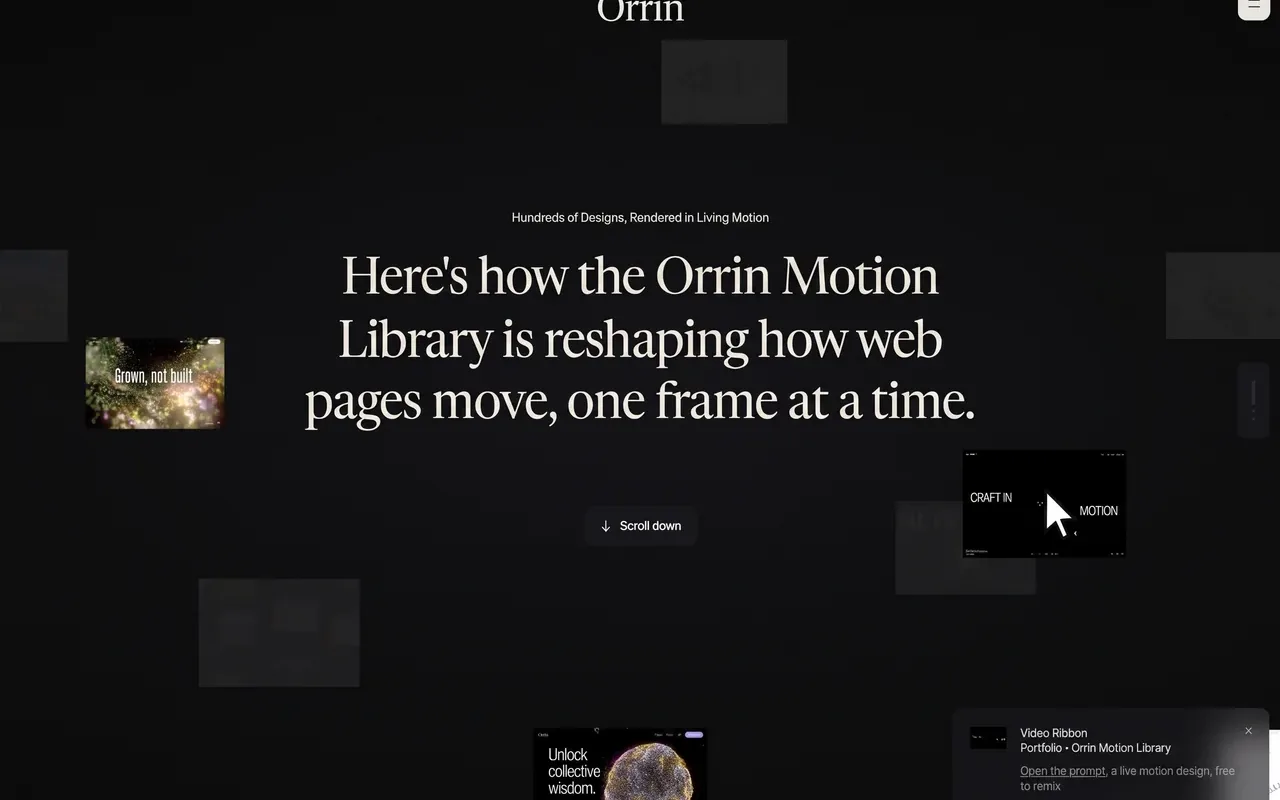 Orrin
Hundreds of Designs, Rendered in Living Motion
Here's how the Orrin Motion
Library is reshaping how web
pages move, one frame at a time.
Grown, not built
CRAFT IN
MOTION
Scroll down
Unlock
collective
wisdom.
Video Ribbon
Portfolio • Orrin Motion Library
Open the prompt, a live motion design, free
to remix